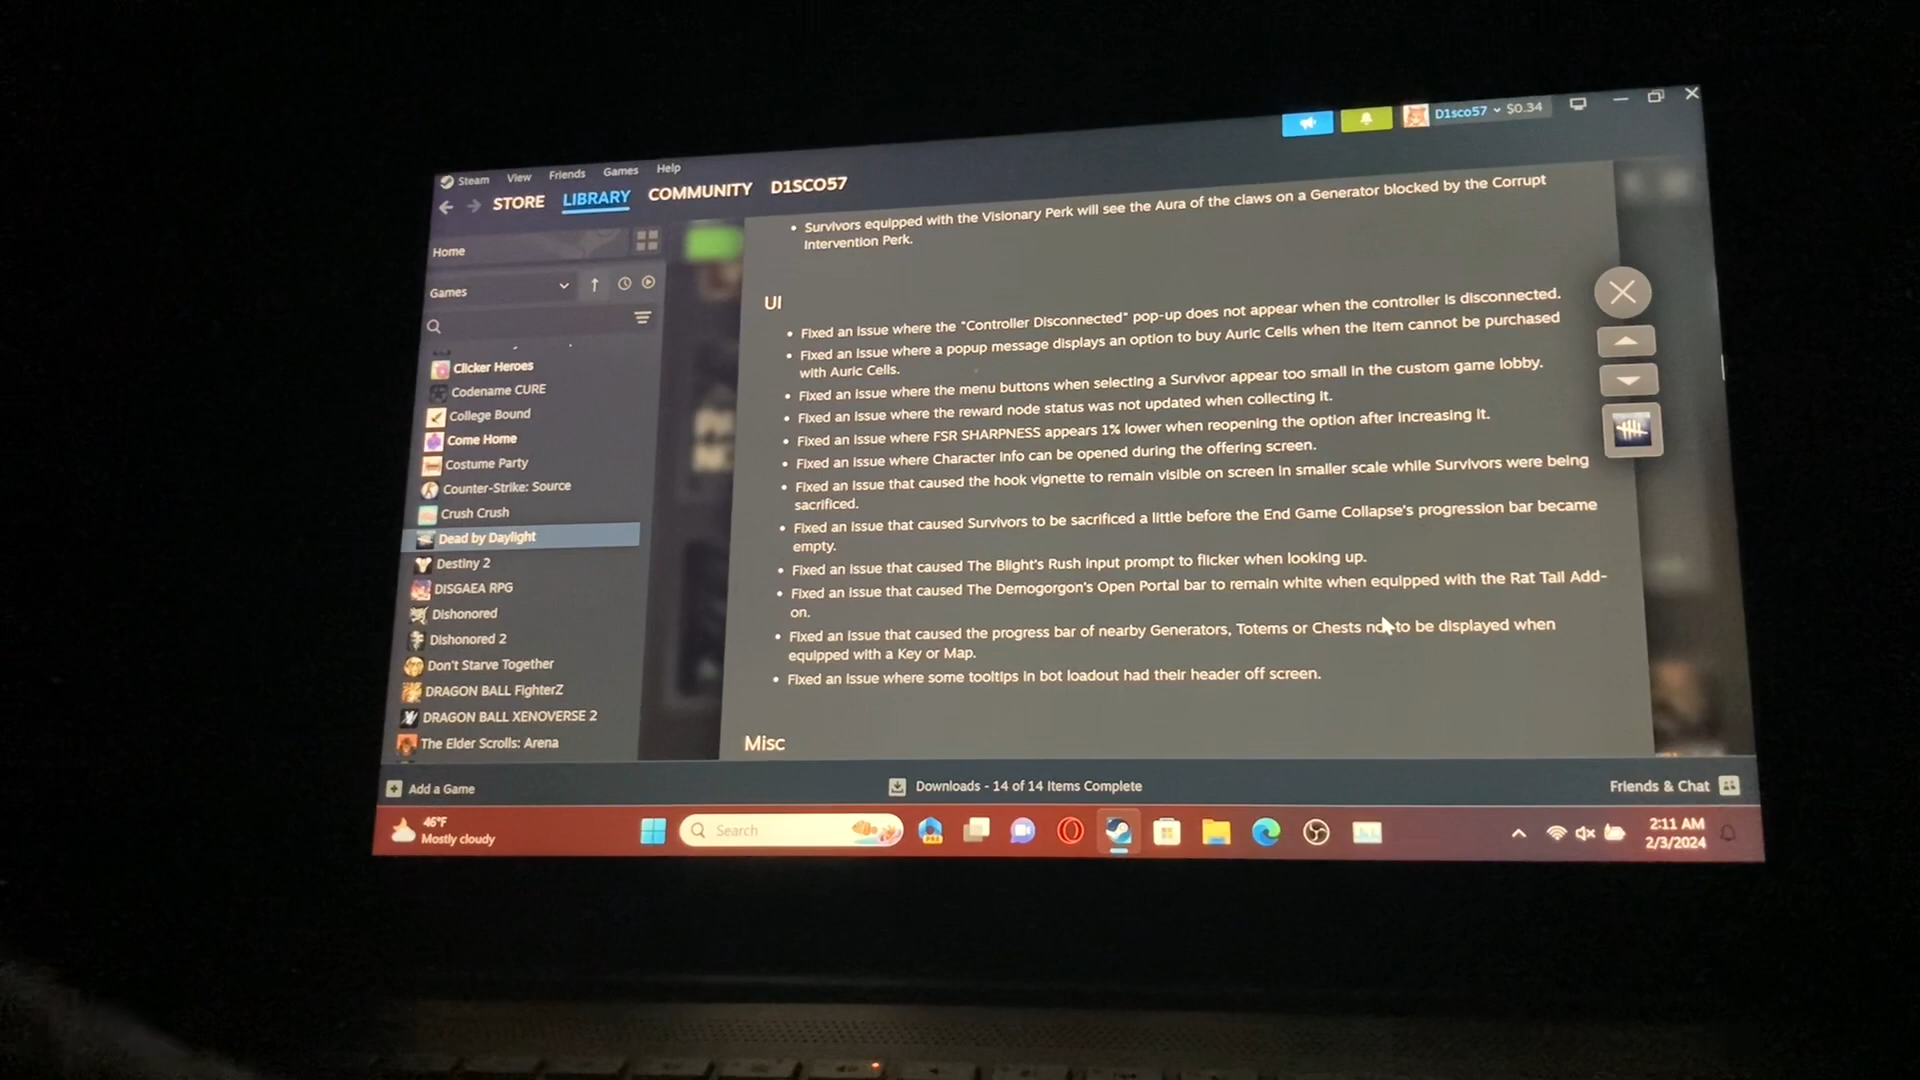 D1sco57 $0.34
Steam View Friends Games Help
STORE LIBRARY COMMUNITY D1SCO57
Home
Games
Clicker Heroes
Codename CURE
College Bound
Come Home
Costume Party
Counter-Strike: Source
Crush Crush
Dead by Daylight
Destiny 2
DISGAEA RPG
Dishonored
Dishonored 2
Don't Starve Together
DRAGON BALL FighterZ
DRAGON BALL XENOVERSE 2
The Elder Scrolls: Arena
• Survivors equipped with the Visionary Perk will see the Aura of the claws on a Generator blocked by the Corrupt
Intervention Perk.
UI
• Fixed an issue where the "Controller Disconnected" pop-up does not appear when the controller is disconnected.
• Fixed an issue where a popup message displays an option to buy Auric Cells when the item cannot be purchased
with Auric Cells.
• Fixed an issue where the menu buttons when selecting a Survivor appear too small in the custom game lobby.
• Fixed an issue where the reward node status was not updated when collecting it.
• Fixed an issue where FSR SHARPNESS appears 1% lower when reopening the option after increasing it.
• Fixed an issue where Character Info can be opened during the offering screen.
• Fixed an issue that caused the hook vignette to remain visible on screen in smaller scale while Survivors were being
sacrificed.
• Fixed an issue that caused Survivors to be sacrificed a little before the End Game Collapse's progression bar became
empty.
• Fixed an issue that caused The Blight's Rush input prompt to flicker when looking up.
• Fixed an issue that caused The Demogorgon's Open Portal bar to remain white when equipped with the Rat Tail Add-
on.
• Fixed an issue that caused the progress bar of nearby Generators, Totems or Chests not to be displayed when
equipped with a Key or Map.
• Fixed an issue where some tooltips in bot loadout had their header off screen.
Misc
Add a Game
Downloads - 14 of 14 Items Complete
Friends & Chat
46°F
Mostly cloudy
Search
2:11 AM
2/3/2024